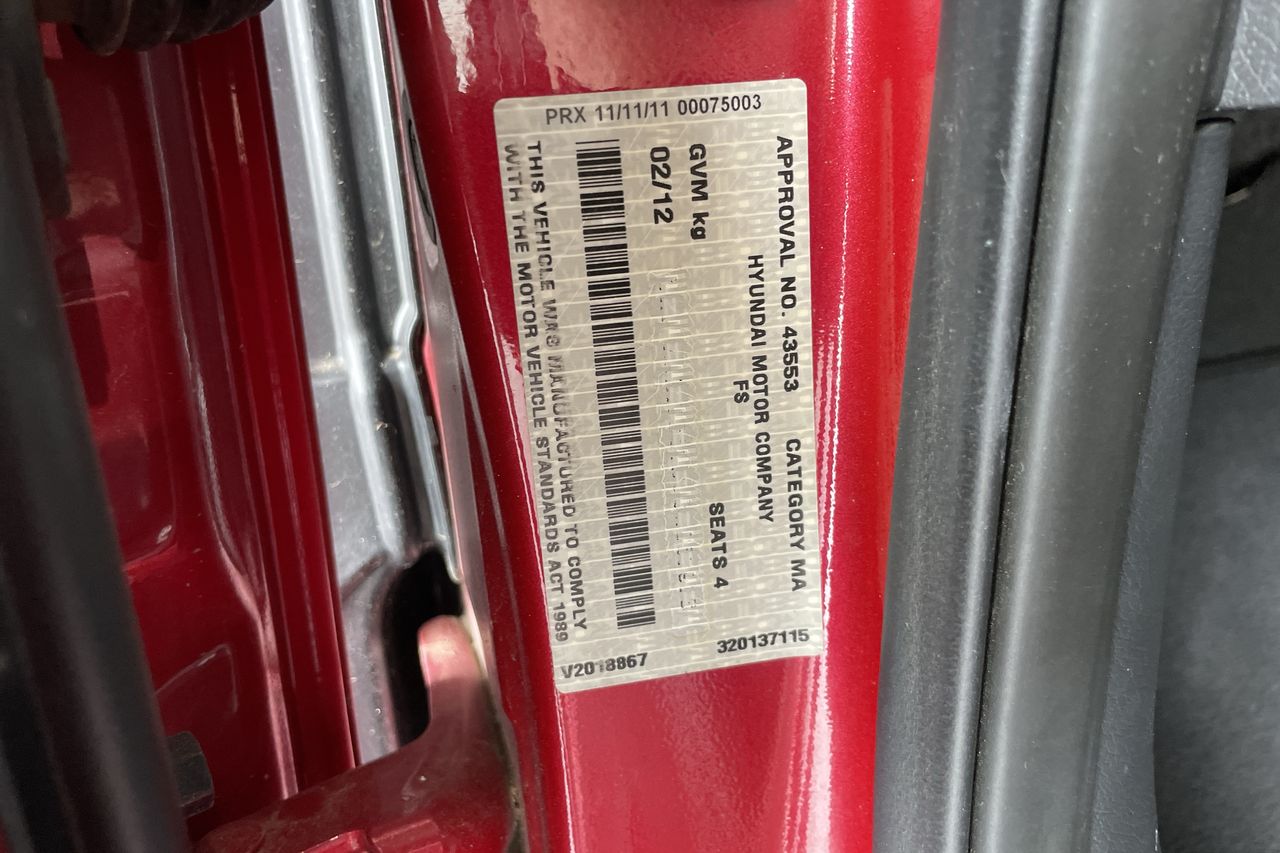 PRX 11/11/11 00075003
APPROVAL NO. 43553 CATEGORY MA
HYUNDAI MOTOR COMPANY
FS
GVM kg SEATS 4
02/12
THIS VEHICLE WAS MANUFACTURED TO COMPLY
WITH THE MOTOR VEHICLE STANDARDS ACT 1989
V2018867 320137115